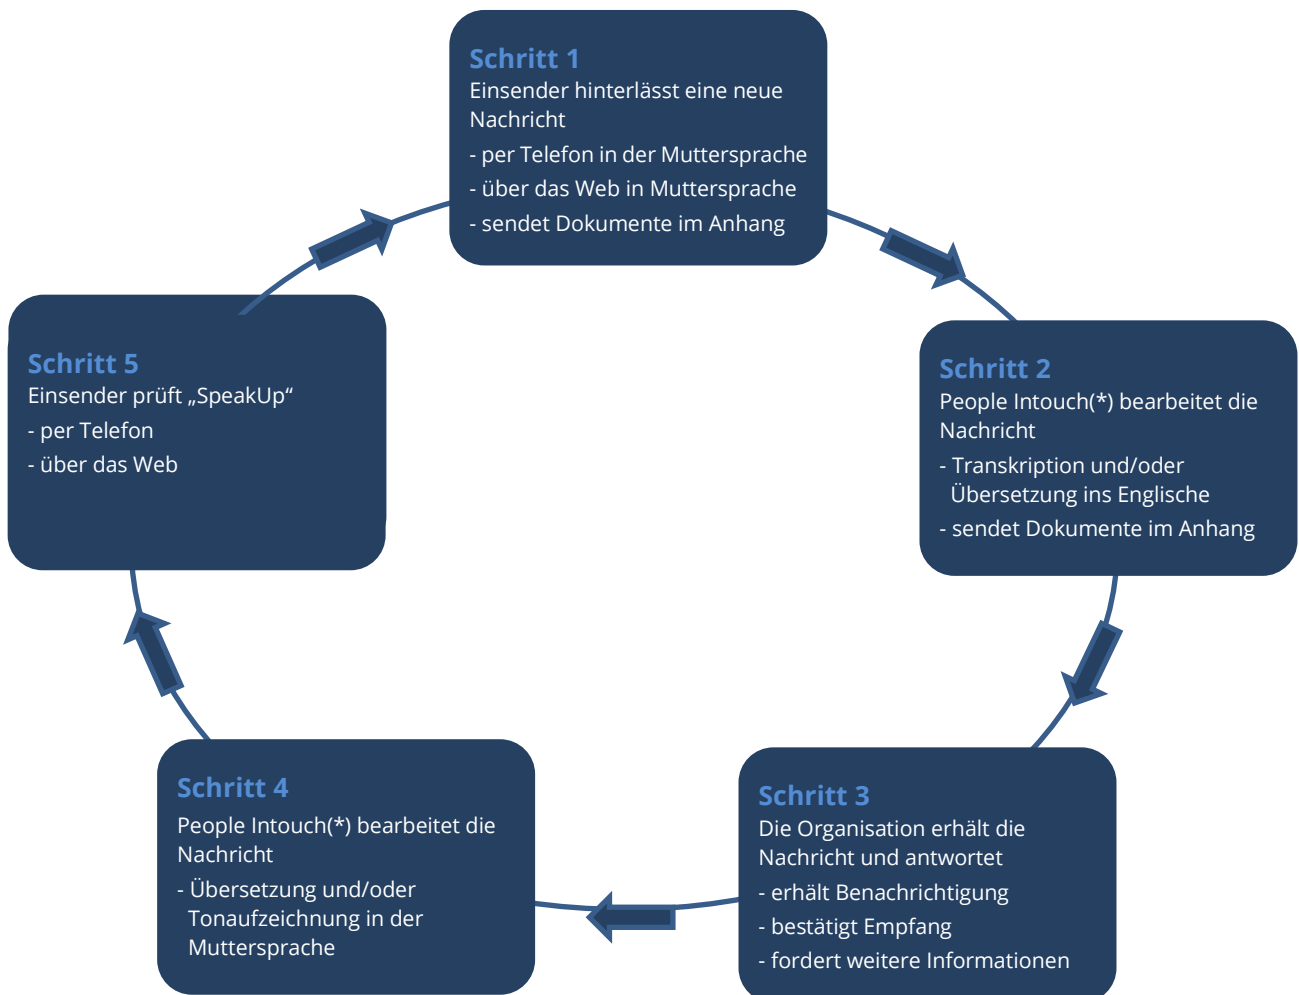 Schritt 1
Einsender hinterlässt eine neue
Nachricht
- per Telefon in der Muttersprache
- über das Web in Muttersprache
- sendet Dokumente im Anhang
Schritt 2
People Intouch(*) bearbeitet die
Nachricht
- Transkription und/oder
Übersetzung ins Englische
- sendet Dokumente im Anhang
Schritt 3
Die Organisation erhält die
Nachricht und antwortet
- erhält Benachrichtigung
- bestätigt Empfang
- fordert weitere Informationen
Schritt 4
People Intouch(*) bearbeitet die
Nachricht
- Übersetzung und/oder
Tonaufzeichnung in der
Muttersprache
Schritt 5
Einsender prüft „SpeakUp“
- per Telefon
- über das Web